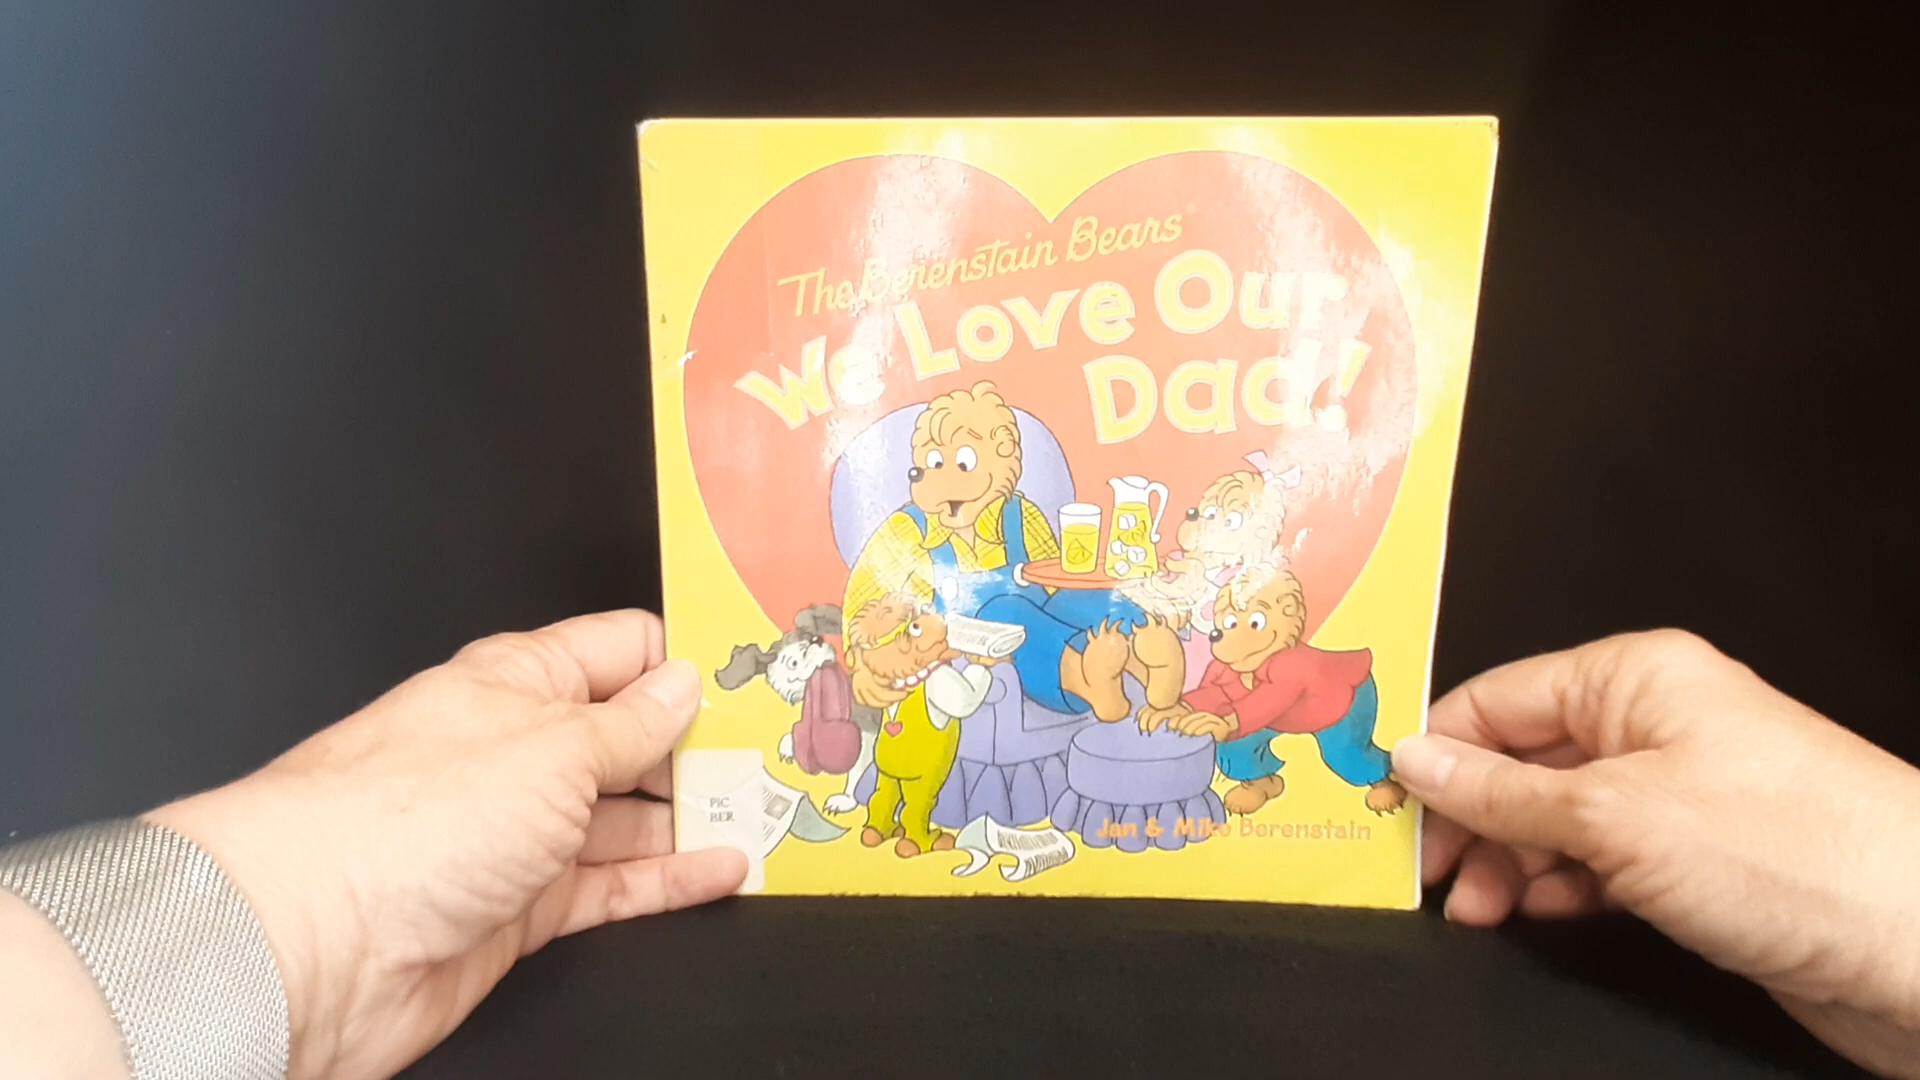 The Berenstain Bears
We Love Our
Dad!
PIC
BER
Jan & Mike Berenstain